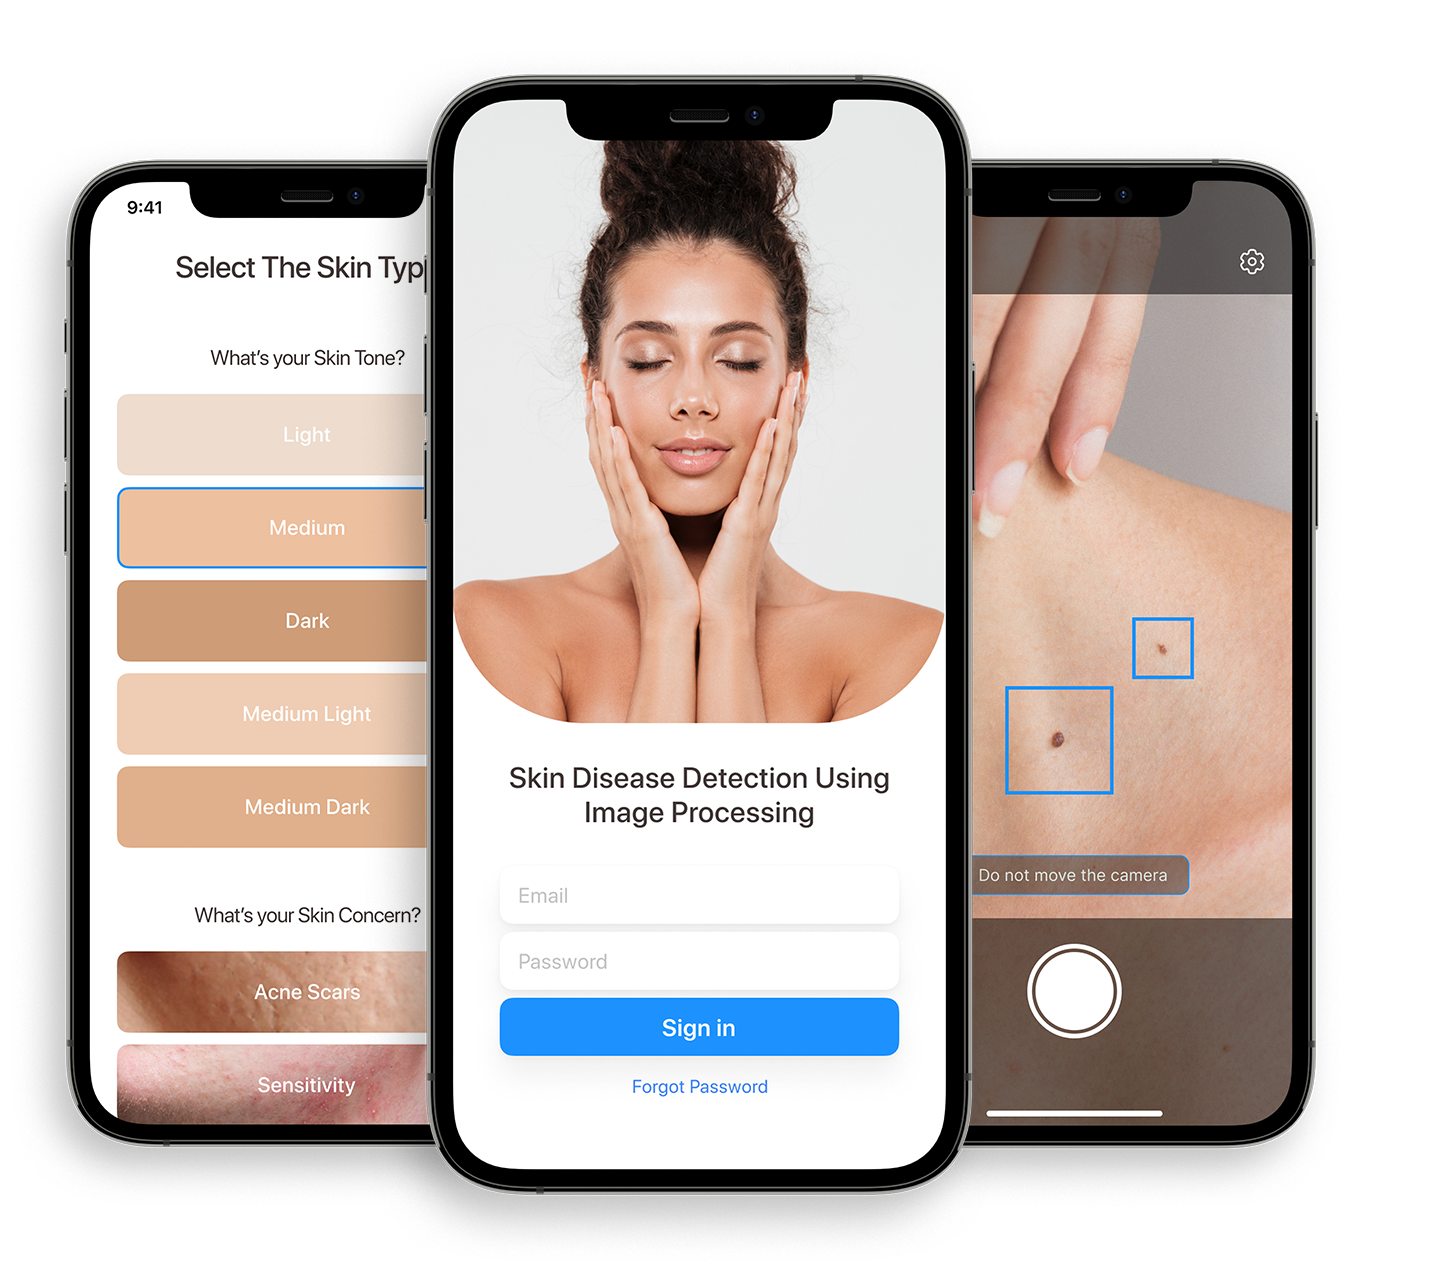 9:41
Select The Skin Typ
What's your Skin Tone?
Light
Medium
Dark
Medium Light
Medium Dark
What's your Skin Concern?
Acne Scars
Sensitivity
Skin Disease Detection Using
Image Processing
Email
Password
Sign in
Forgot Password
Do not move the camera